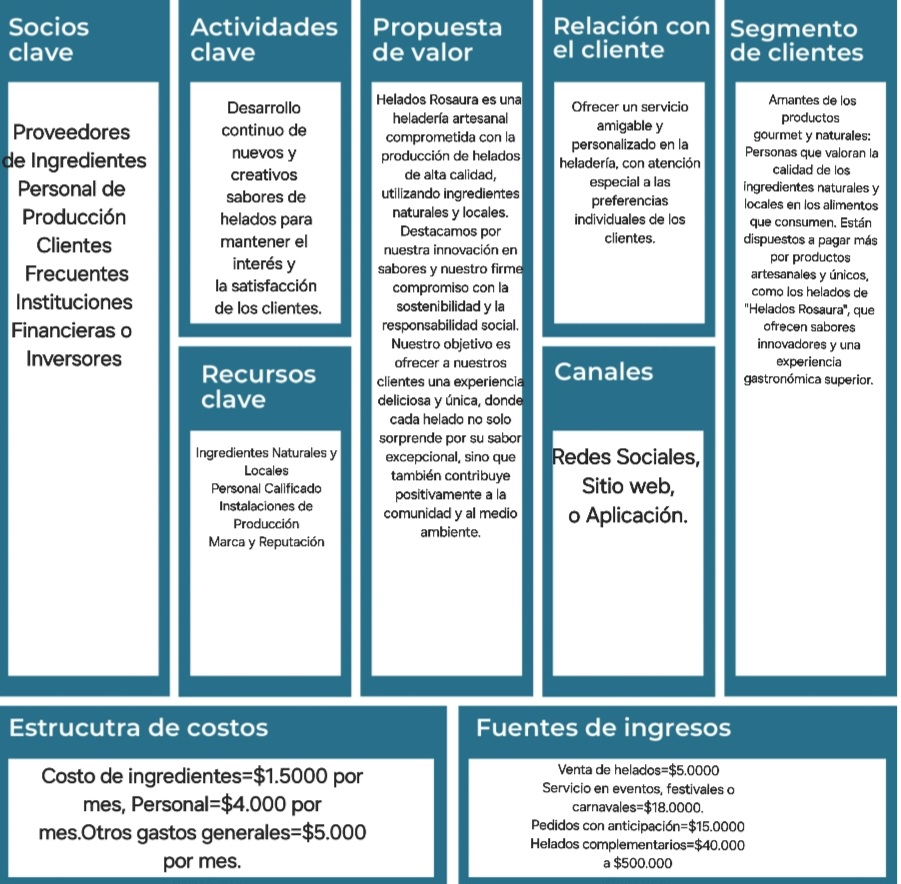 Socios
clave
Proveedores
de Ingredientes
Personal de
Producción
Clientes
Frecuentes
Instituciones
Financieras o
Inversores
Actividades
clave
Desarrollo
continuo de
nuevos y
creativos
sabores de
helados para
mantener el
interés y
la satisfacción
de los clientes.
Recursos
clave
Ingredientes Naturales y
Locales
Personal Calificado
Instalaciones de
Producción
Marca y Reputación
Propuesta
de valor
Helados Rosaura es una
heladería artesanal
comprometida con la
producción de helados
de alta calidad,
utilizando ingredientes
naturales y locales.
Destacamos por
nuestra innovación en
sabores y nuestro firme
compromiso con la
sostenibilidad y la
responsabilidad social.
Nuestro objetivo es
ofrecer a nuestros
clientes una experiencia
deliciosa y única, donde
cada helado no solo
sorprende por su sabor
excepcional, sino que
también contribuye
positivamente a la
comunidad y al medio
ambiente.
Relación con
el cliente
Ofrecer un servicio
amigable y
personalizado en la
heladería, con atención
especial a las
preferencias
individuales de los
clientes.
Canales
Redes Sociales,
Sitio web,
o Aplicación.
Segmento
de clientes
Amantes de los
productos
gourmet y naturales:
Personas que valoran la
calidad de los
ingredientes naturales y
locales en los alimentos
que consumen. Están
dispuestos a pagar más
por productos
artesanales y únicos,
como los helados de
"Helados Rosaura", que
ofrecen sabores
innovadores y una
experiencia
gastronómica superior.
Estrucutra de costos
Costo de ingredientes=$1.5000 por
mes, Personal=$4.000 por
mes.Otros gastos generales=$5.000
por mes.
Fuentes de ingresos
Venta de helados=$5.0000
Servicio en eventos, festivales o
carnavales=$18.0000.
Pedidos con anticipación=$15.0000
Helados complementarios=$40.000
a $500.000